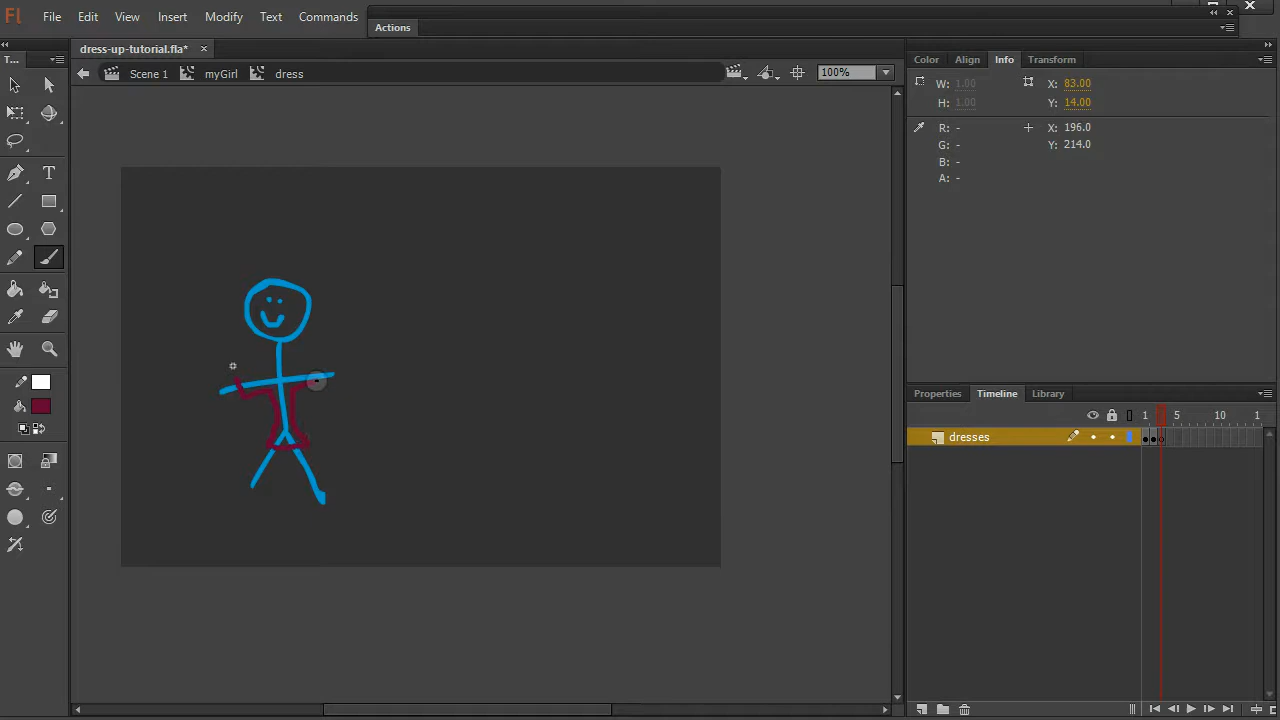 Fl File Edit View Insert Modify Text Commands
Actions
T...
dress-up-tutorial.fla* ×
Scene 1 myGirl dress 100%
Color Align Info Transform
W: 1.00 X: 83.00
H: 1.00 Y: 14.00
R: - X: 196.0
G: - Y: 214.0
B: -
A: -
T
Properties Timeline Library
1 5 10 1
dresses